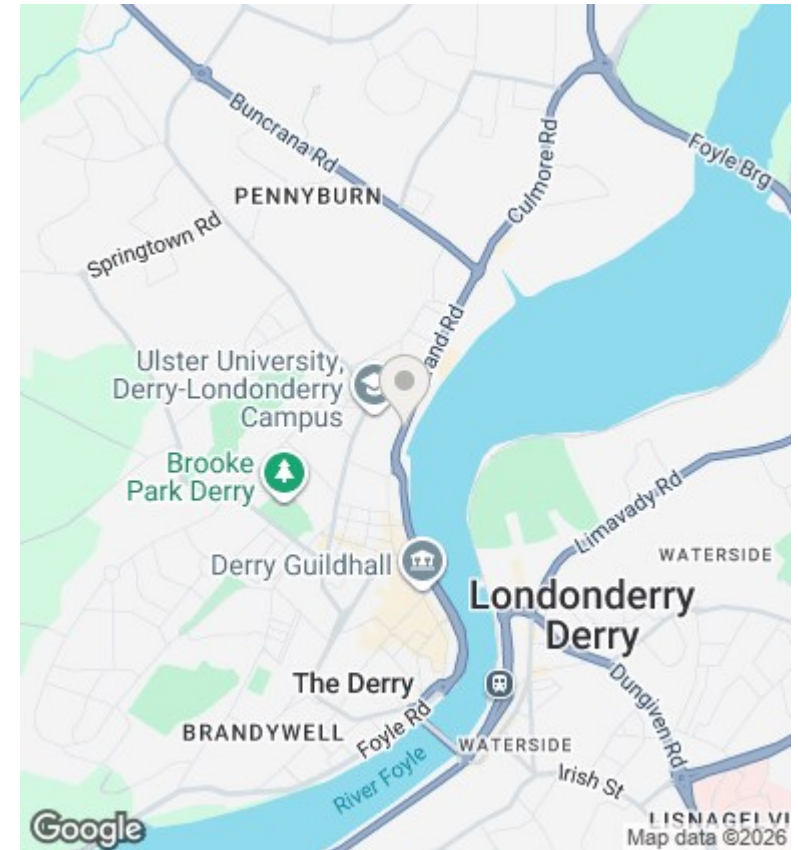 Buncrana Rd
Culmore Rd
Foyle Brg
PENNYBURN
Springtown Rd
and Rd
Ulster University,
Derry-Londonderry
Campus
Brooke
Park Derry
Limavady Rd
Derry Guildhall
WATERSIDE
Londonderry
Derry
The Derry
Dungiven Rd
BRANDYWELL
Foyle Rd
WATERSIDE
River Foyle
Irish St
LISNAGELVI
Google
Map data ©2026